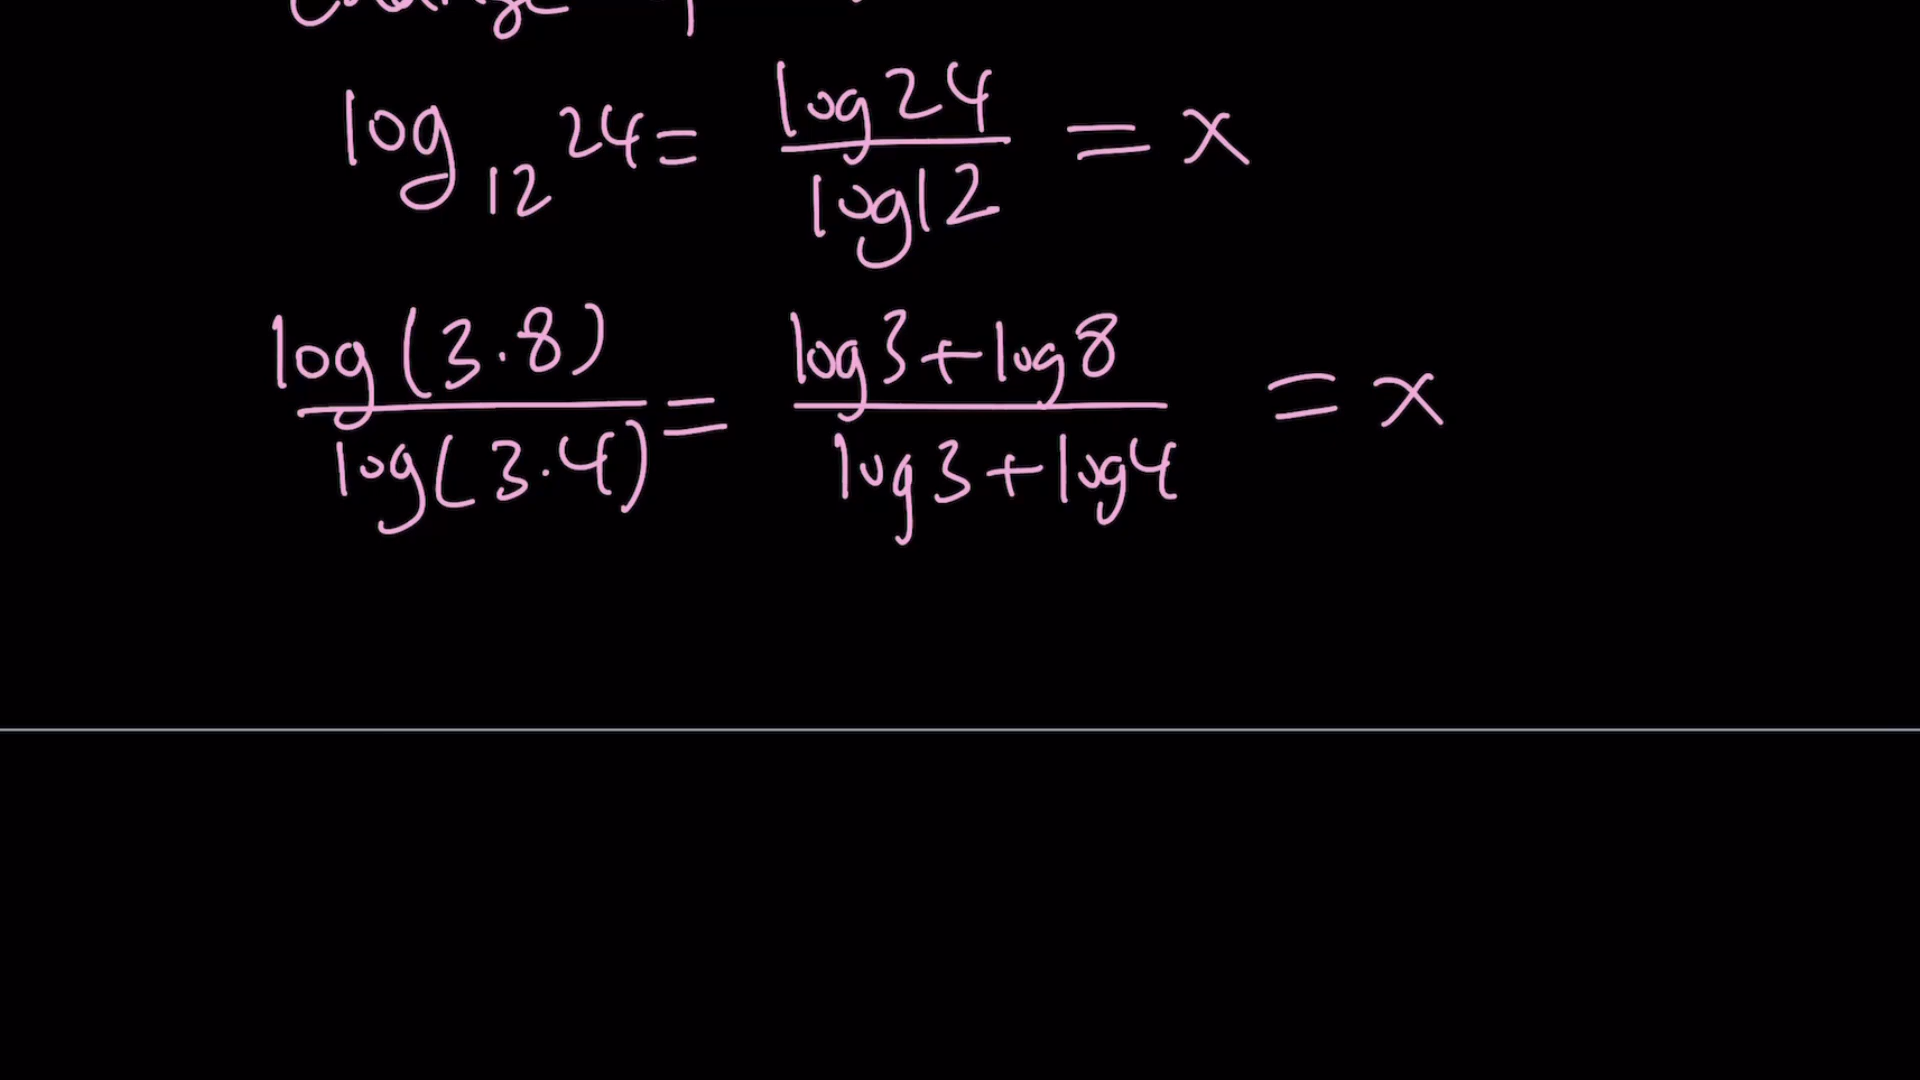 log₁₂ 24 = log 24 / log 12 = x
log(3.8) / log(3.4) = log 3 + log 8 / log 3 + log 4 = x